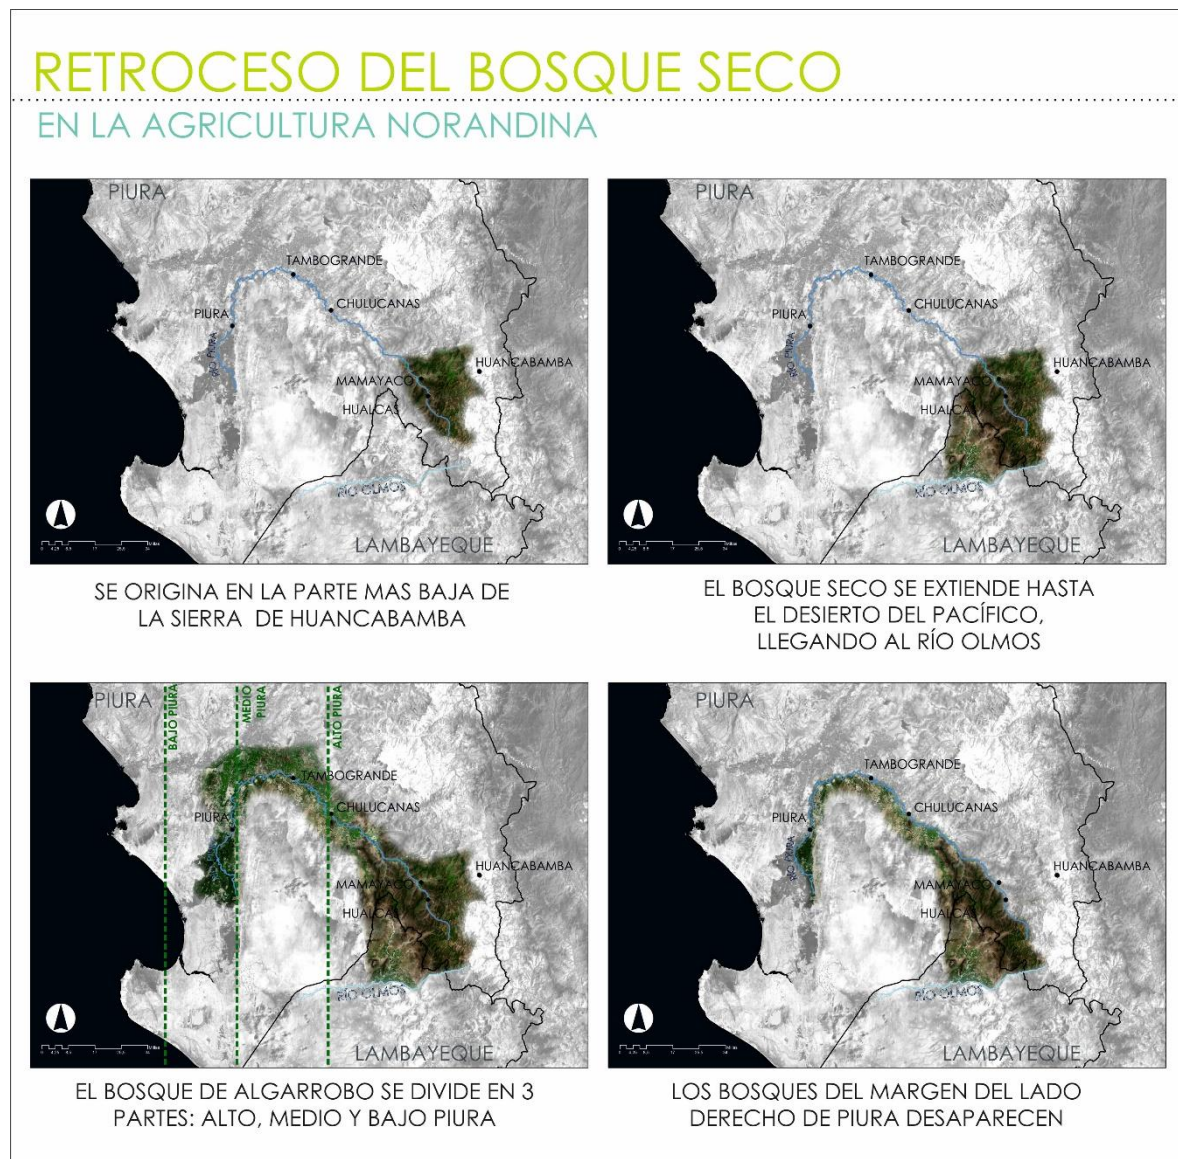 RETROCESO DEL BOSQUE SECO
EN LA AGRICULTURA NORANDINA
PIURA
TAMBOGRANDE
CHULUCANAS
PIURA
RÍO PIURA
HUANCABAMBA
MAMAYACO
HUALCAS
RÍO OLMOS
LAMBAYEQUE
SE ORIGINA EN LA PARTE MAS BAJA DE
LA SIERRA DE HUANCABAMBA
PIURA
TAMBOGRANDE
CHULUCANAS
PIURA
RÍO PIURA
HUANCABAMBA
MAMAYACO
HUALCAS
RÍO OLMOS
LAMBAYEQUE
EL BOSQUE SECO SE EXTIENDE HASTA
EL DESIERTO DEL PACÍFICO,
LLEGANDO AL RÍO OLMOS
PIURA
BAJO PIURA
MEDIO
PIURA
ALTO PIURA
TAMBOGRANDE
CHULUCANAS
PIURA
HUANCABAMBA
MAMAYACO
HUALCAS
RÍO OLMOS
LAMBAYEQUE
EL BOSQUE DE ALGARROBO SE DIVIDE EN 3
PARTES: ALTO, MEDIO Y BAJO PIURA
PIURA
TAMBOGRANDE
CHULUCANAS
PIURA
RÍO PIURA
HUANCABAMBA
MAMAYACO
HUALCAS
RÍO OLMOS
LAMBAYEQUE
LOS BOSQUES DEL MARGEN DEL LADO
DERECHO DE PIURA DESAPARECEN